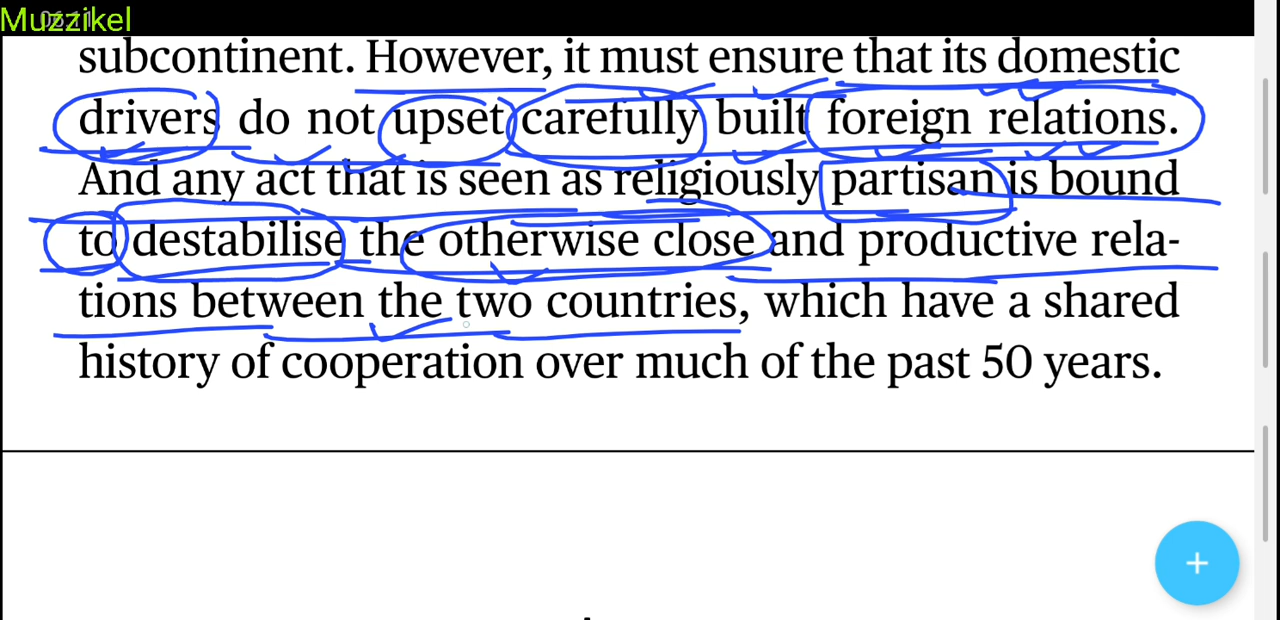 Muzzikel
subcontinent. However, it must ensure that its domestic
drivers do not upset carefully built foreign relations.
And any act that is seen as religiously partisan is bound
to destabilise the otherwise close and productive rela-
tions between the two countries, which have a shared
history of cooperation over much of the past 50 years.